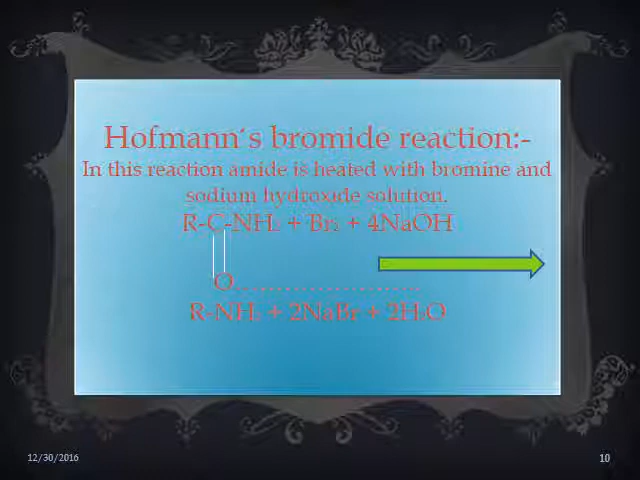 Hofmann´s bromide reaction:-
In this reaction amide is heated with bromine and
sodium hydroxide solution.
R-C-NH₂ + Br₂ + 4NaOH
O......................
R-NH₂ + 2NaBr + 2H₂O
12/30/2016
10